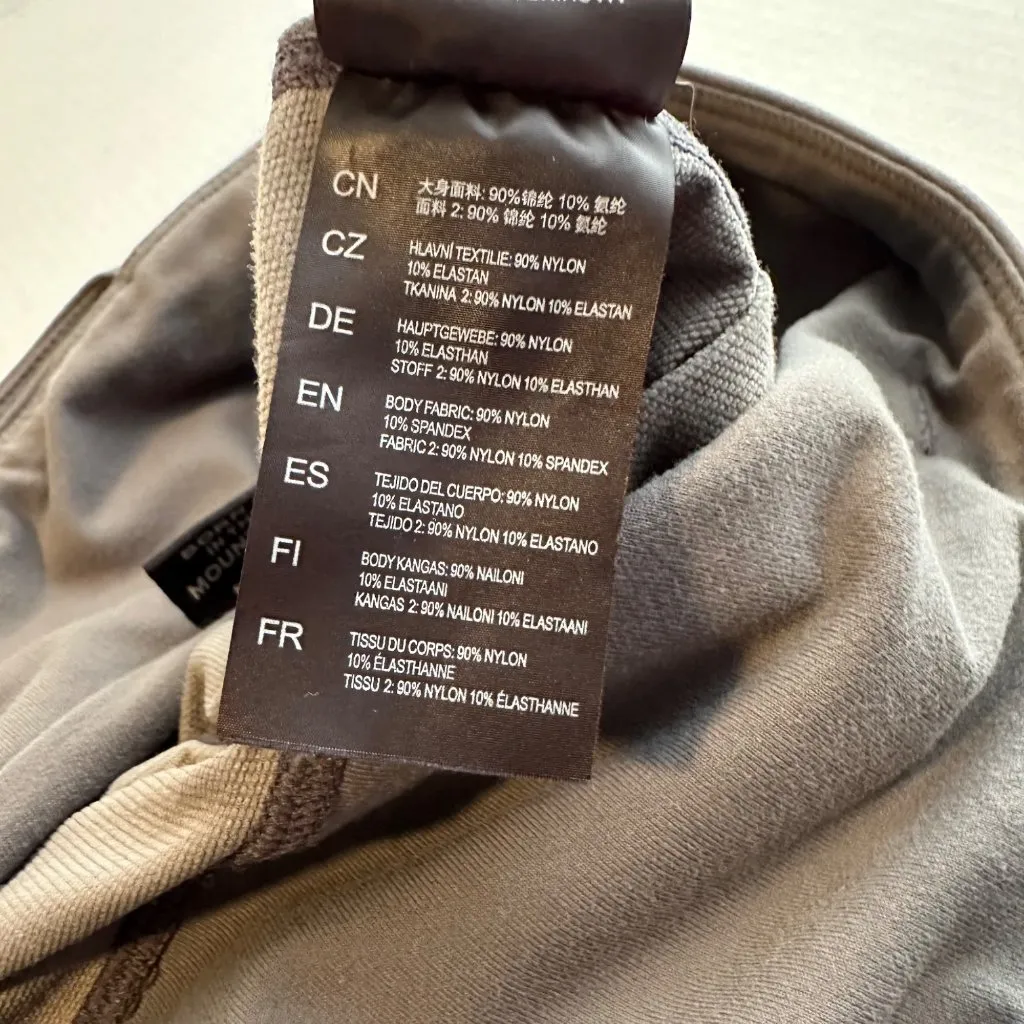 CN
大身面料: 90%锦纶 10% 氨纶
面料 2: 90% 锦纶 10% 氨纶
CZ
HLAVNÍ TEXTILIE: 90% NYLON
10% ELASTAN
TKANINA 2: 90% NYLON 10% ELASTAN
DE
HAUPTGEWEBE: 90% NYLON
10% ELASTHAN
STOFF 2: 90% NYLON 10% ELASTHAN
EN
BODY FABRIC: 90% NYLON
10% SPANDEX
FABRIC 2: 90% NYLON 10% SPANDEX
ES
TEJIDO DEL CUERPO: 90% NYLON
10% ELASTANO
TEJIDO 2: 90% NYLON 10% ELASTANO
FI
BODY KANGAS: 90% NAILONI
10% ELASTAANI
KANGAS 2: 90% NAILONI 10% ELASTAANI
FR
TISSU DU CORPS: 90% NYLON
10% ÉLASTHANNE
TISSU 2: 90% NYLON 10% ÉLASTHANNE